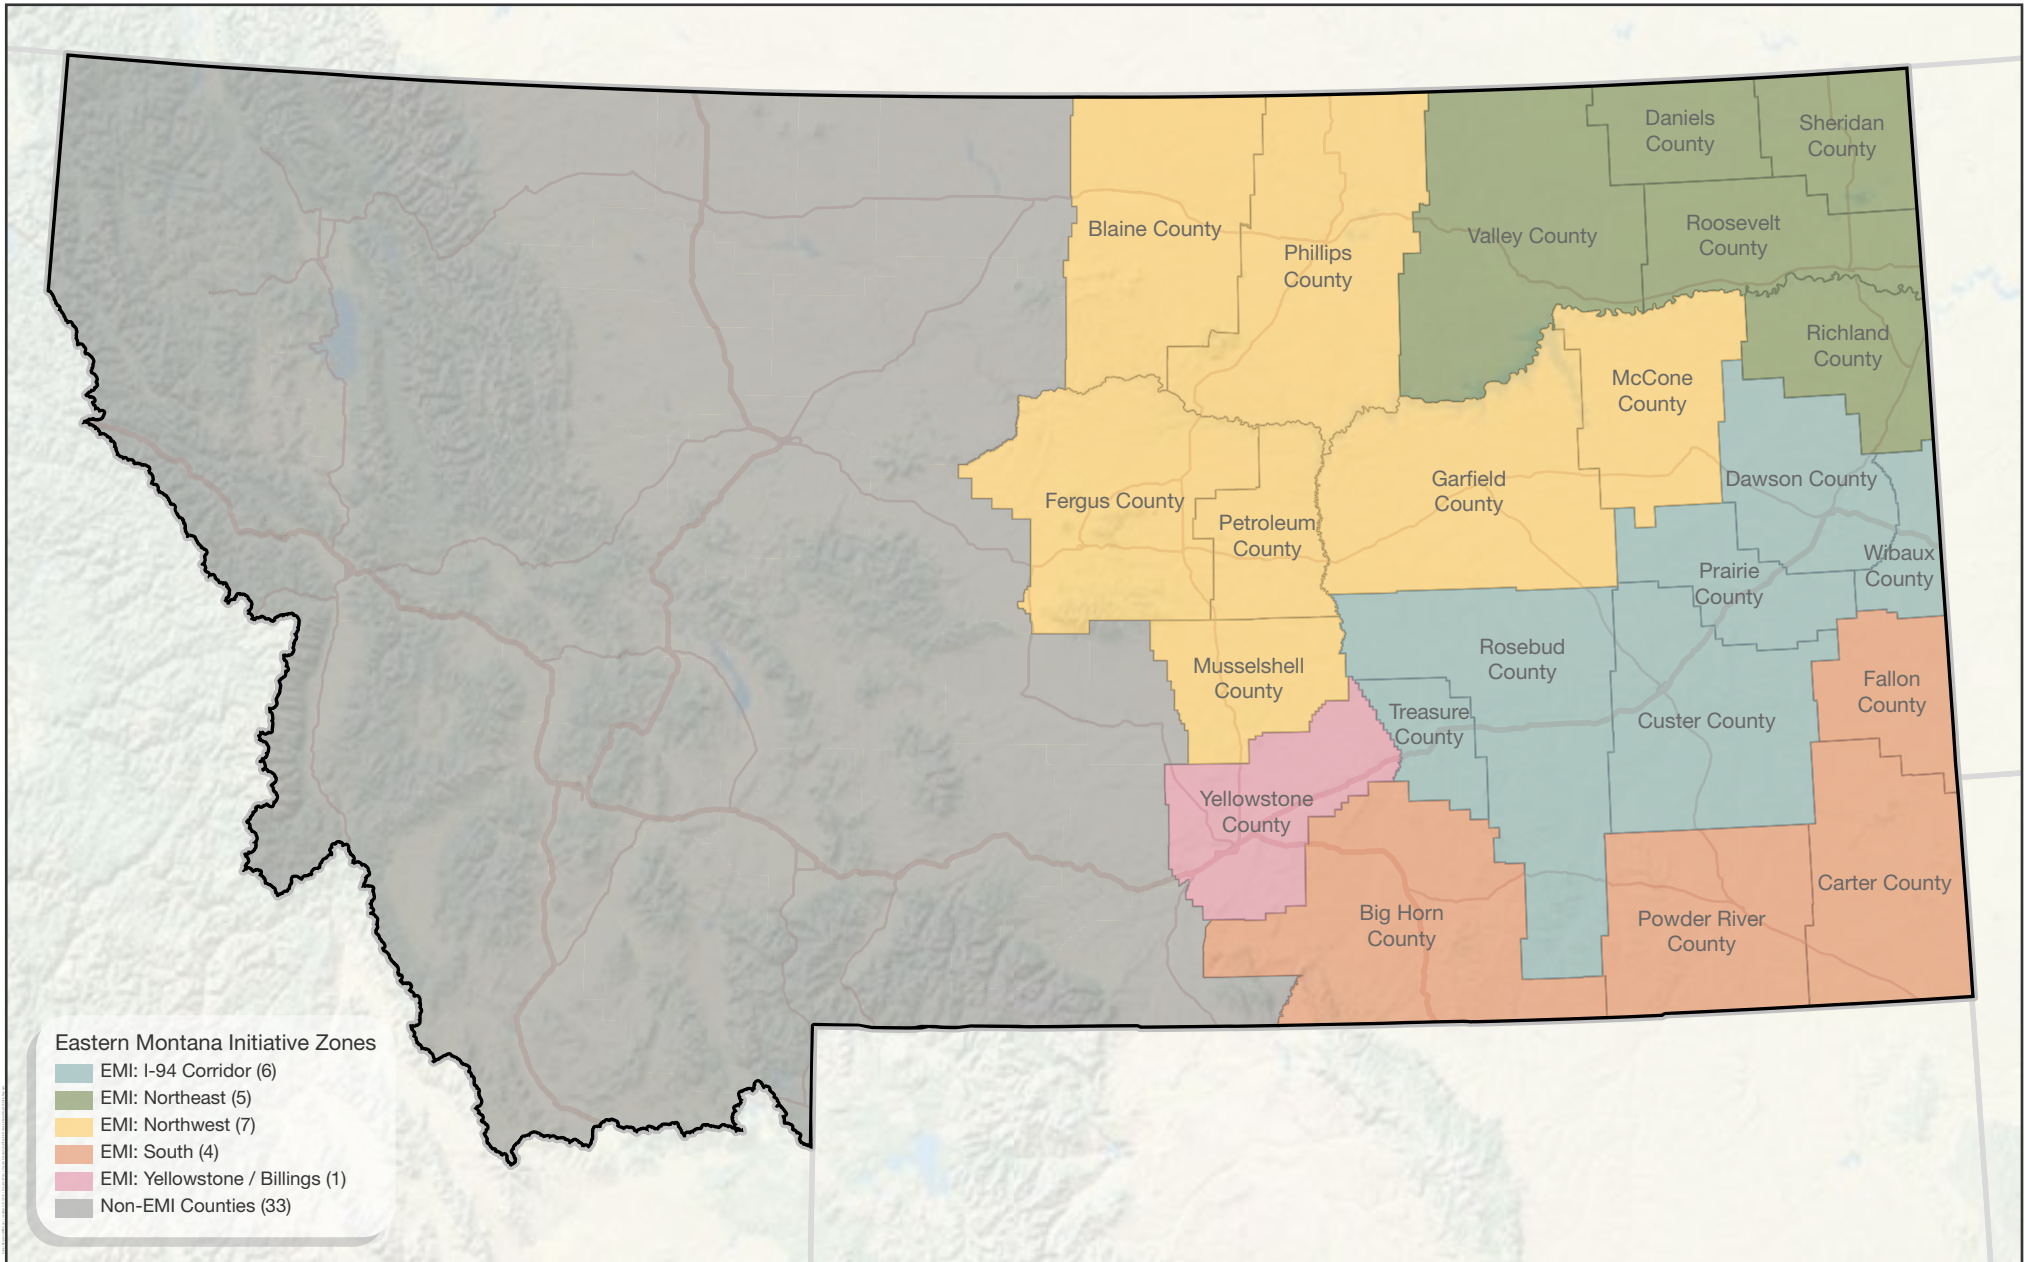 Daniels
County
Sheridan
County
Blaine County
Phillips
County
Valley County
Roosevelt
County
Richland
County
McCone
County
Fergus County
Petroleum
County
Garfield
County
Dawson County
Wibaux
County
Prairie
County
Rosebud
County
Musselshell
County
Treasure
County
Custer County
Fallon
County
Yellowstone
County
Big Horn
County
Powder River
County
Carter County
Eastern Montana Initiative Zones
EMI: I-94 Corridor (6)
EMI: Northeast (5)
EMI: Northwest (7)
EMI: South (4)
EMI: Yellowstone / Billings (1)
Non-EMI Counties (33)